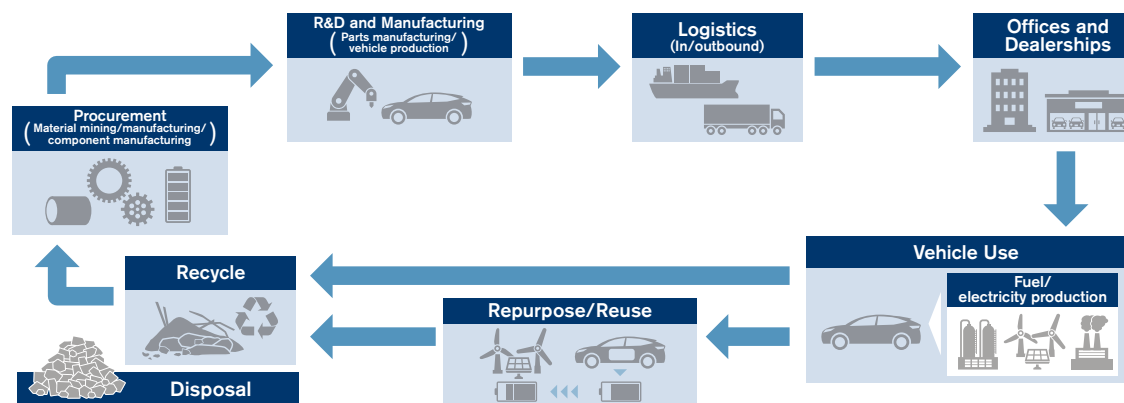 R&D and Manufacturing
( Parts manufacturing/
vehicle production )
Logistics
(In/outbound)
Offices and
Dealerships
Procurement
( Material mining/manufacturing/
component manufacturing )
Vehicle Use
Fuel/
electricity production
Recycle
Repurpose/Reuse
Disposal